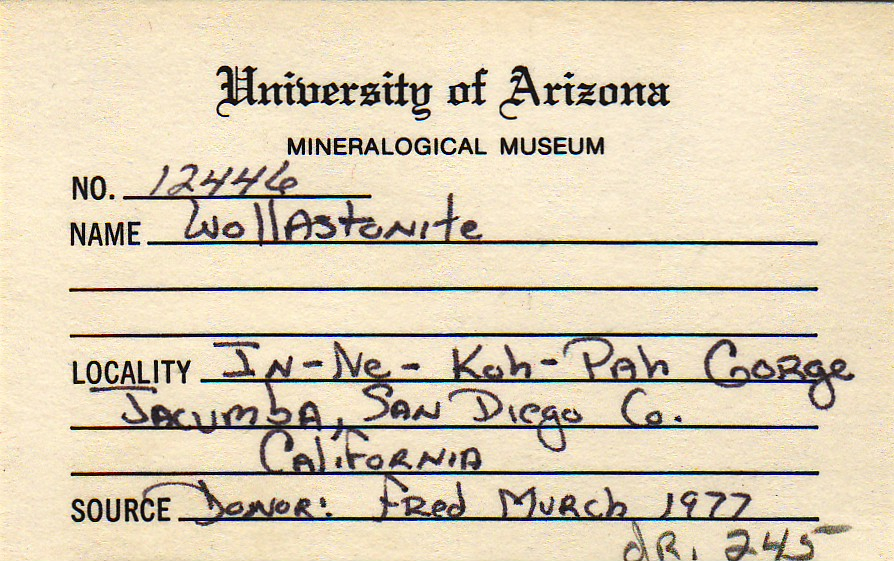 University of Arizona
MINERALOGICAL MUSEUM
NO. 12446
NAME Wollastonite
LOCALITY In-Ne-Koh-Pah Gorge
Jacumba, San Diego Co.
California
SOURCE Donor: Fred Murch 1977
dr. 245